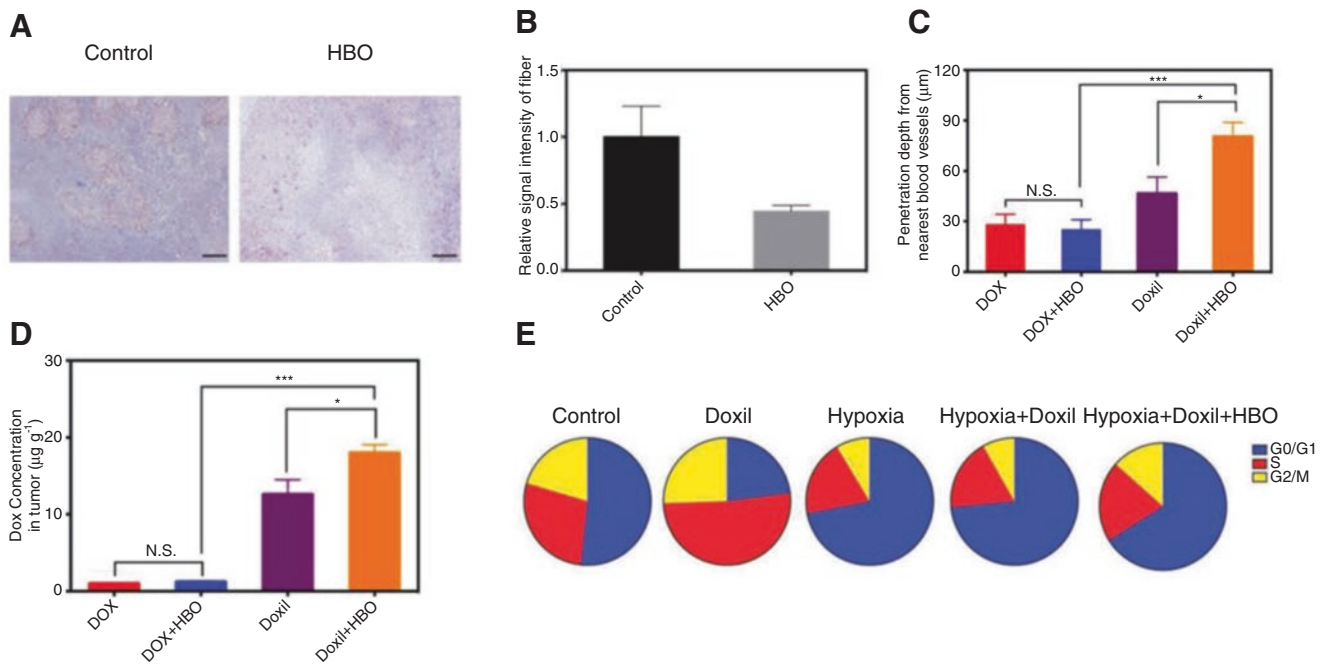 A
Control
HBO
B
Relative signal intensity of fiber
1.5
1.0
0.5
0.0
Control
HBO
C
Penetration depth from
nearest blood vessels (μm)
120
90
60
30
0
N.S.
***
*
DOX
DOX+HBO
Doxil
Doxil+HBO
D
Dox Concentration
in tumor (μg g-1)
30
20
10
0
N.S.
***
*
DOX
DOX+HBO
Doxil
Doxil+HBO
E
Control
Doxil
Hypoxia
Hypoxia+Doxil
Hypoxia+Doxil+HBO
G0/G1
S
G2/M